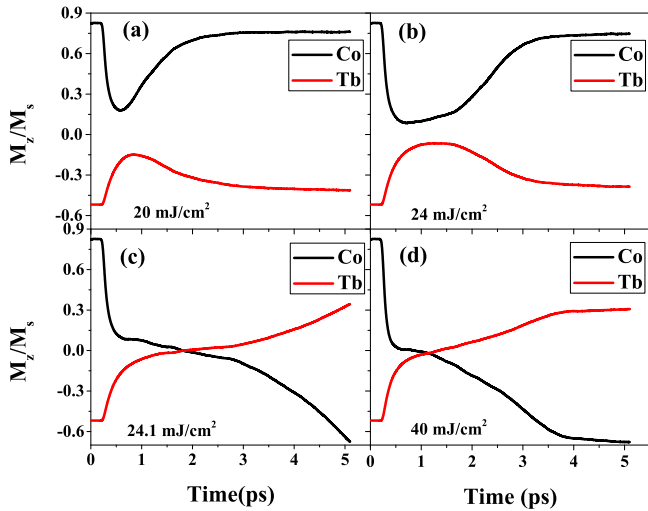 0.9
0.6
0.3
0.0
-0.3
-0.6
M_z/M_s
(a)
Co
Tb
20 mJ/cm²
(b)
Co
Tb
24 mJ/cm²
0.9
0.6
0.3
0.0
-0.3
-0.6
M_z/M_s
(c)
Co
Tb
24.1 mJ/cm²
(d)
Co
Tb
40 mJ/cm²
0 1 2 3 4 5
0 1 2 3 4 5
Time(ps)
Time (ps)